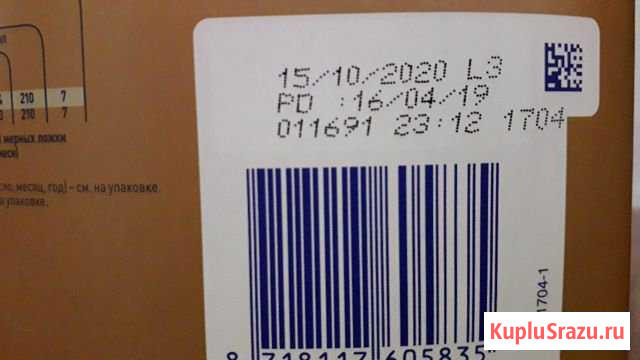 15/10/2020 L3
PD :16/04/19
011691 23:12 1704
210 7
210 7
мерных ложки
месяц, год) – см. на упаковке.
упаковке.
1704-1
8 718117 605835
KupluSrazu.ru